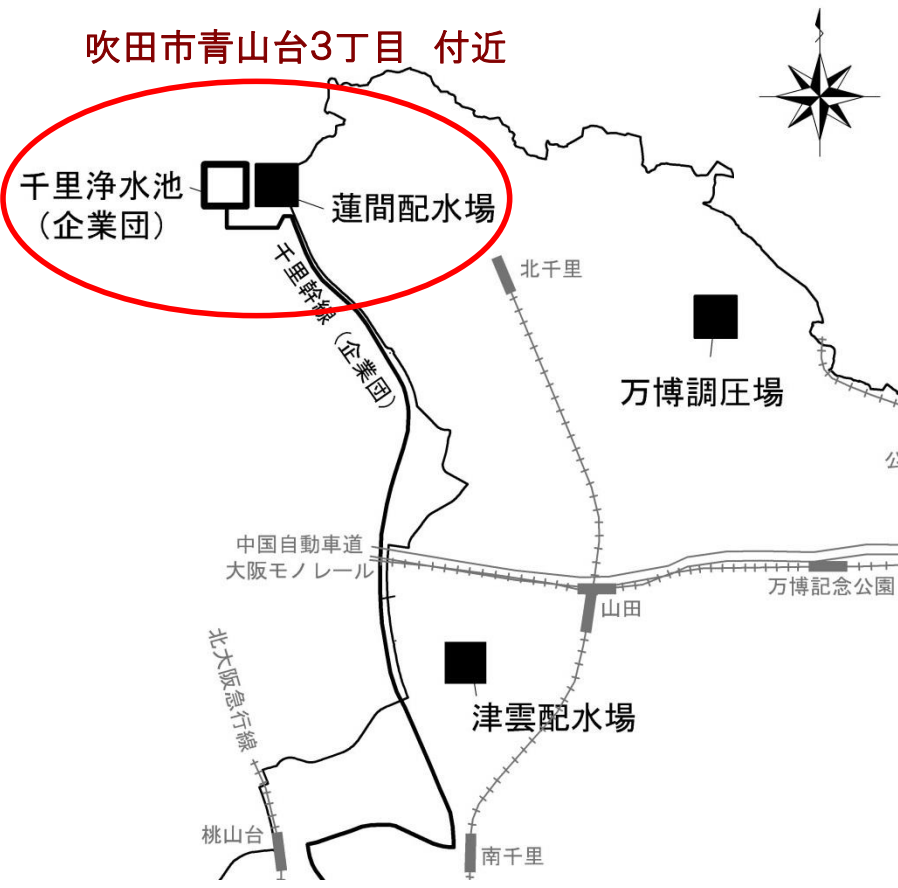 吹田市青山台3丁目　付近
千里浄水池
（企業団）
蓮間配水場
千里幹線（企業団）
北千里
万博調圧場
公
中国自動車道
大阪モノレール
万博記念公園
山田
北大阪急行線
津雲配水場
桃山台
南千里